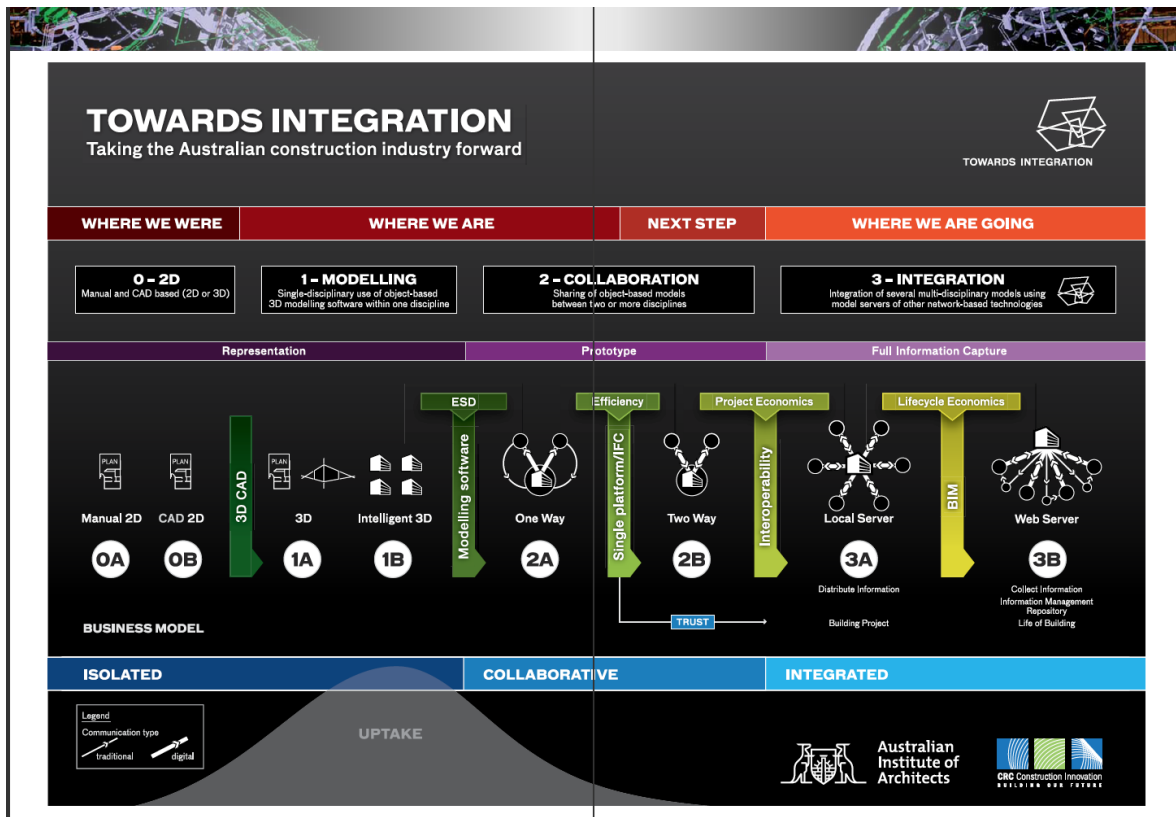 TOWARDS INTEGRATION
Taking the Australian construction industry forward
TOWARDS INTEGRATION
WHERE WE WERE
WHERE WE ARE
NEXT STEP
WHERE WE ARE GOING
0 – 2D
Manual and CAD based (2D or 3D)
1 – MODELLING
Single-disciplinary use of object-based
3D modelling software within one discipline
2 – COLLABORATION
Sharing of object-based models
between two or more disciplines
3 – INTEGRATION
Integration of several multi-disciplinary models using
model servers of other network-based technologies
Representation
Prototype
Full Information Capture
ESD
Efficiency
Project Economics
Lifecycle Economics
3D CAD
Modelling software
Single platform/IFC
Interoperability
BIM
PLAN
PLAN
PLAN
Manual 2D
CAD 2D
3D
Intelligent 3D
One Way
Two Way
Local Server
Web Server
0A
0B
1A
1B
2A
2B
3A
3B
Distribute Information
Building Project
Collect Information
Information Management
Repository
Life of Building
TRUST
BUSINESS MODEL
ISOLATED
COLLABORATIVE
INTEGRATED
Legend
Communication type
traditional
digital
UPTAKE
Australian
Institute of
Architects
CRC Construction Innovation
BUILDING OUR FUTURE